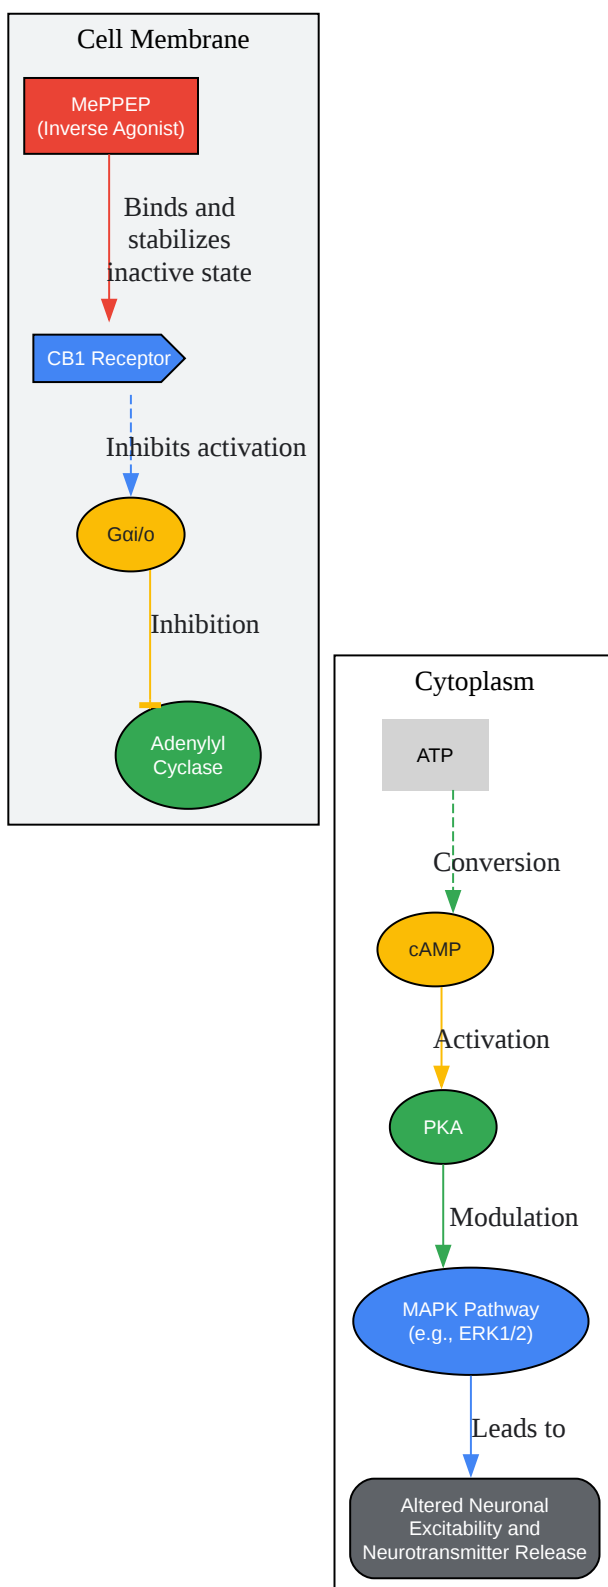 Cell Membrane
MePPEP
(Inverse Agonist)
Binds and
stabilizes
inactive state
CB1 Receptor
Inhibits activation
Gαi/o
Inhibition
Adenylyl
Cyclase
Cytoplasm
ATP
Conversion
cAMP
Activation
PKA
Modulation
MAPK Pathway
(e.g., ERK1/2)
Leads to
Altered Neuronal
Excitability and
Neurotransmitter Release